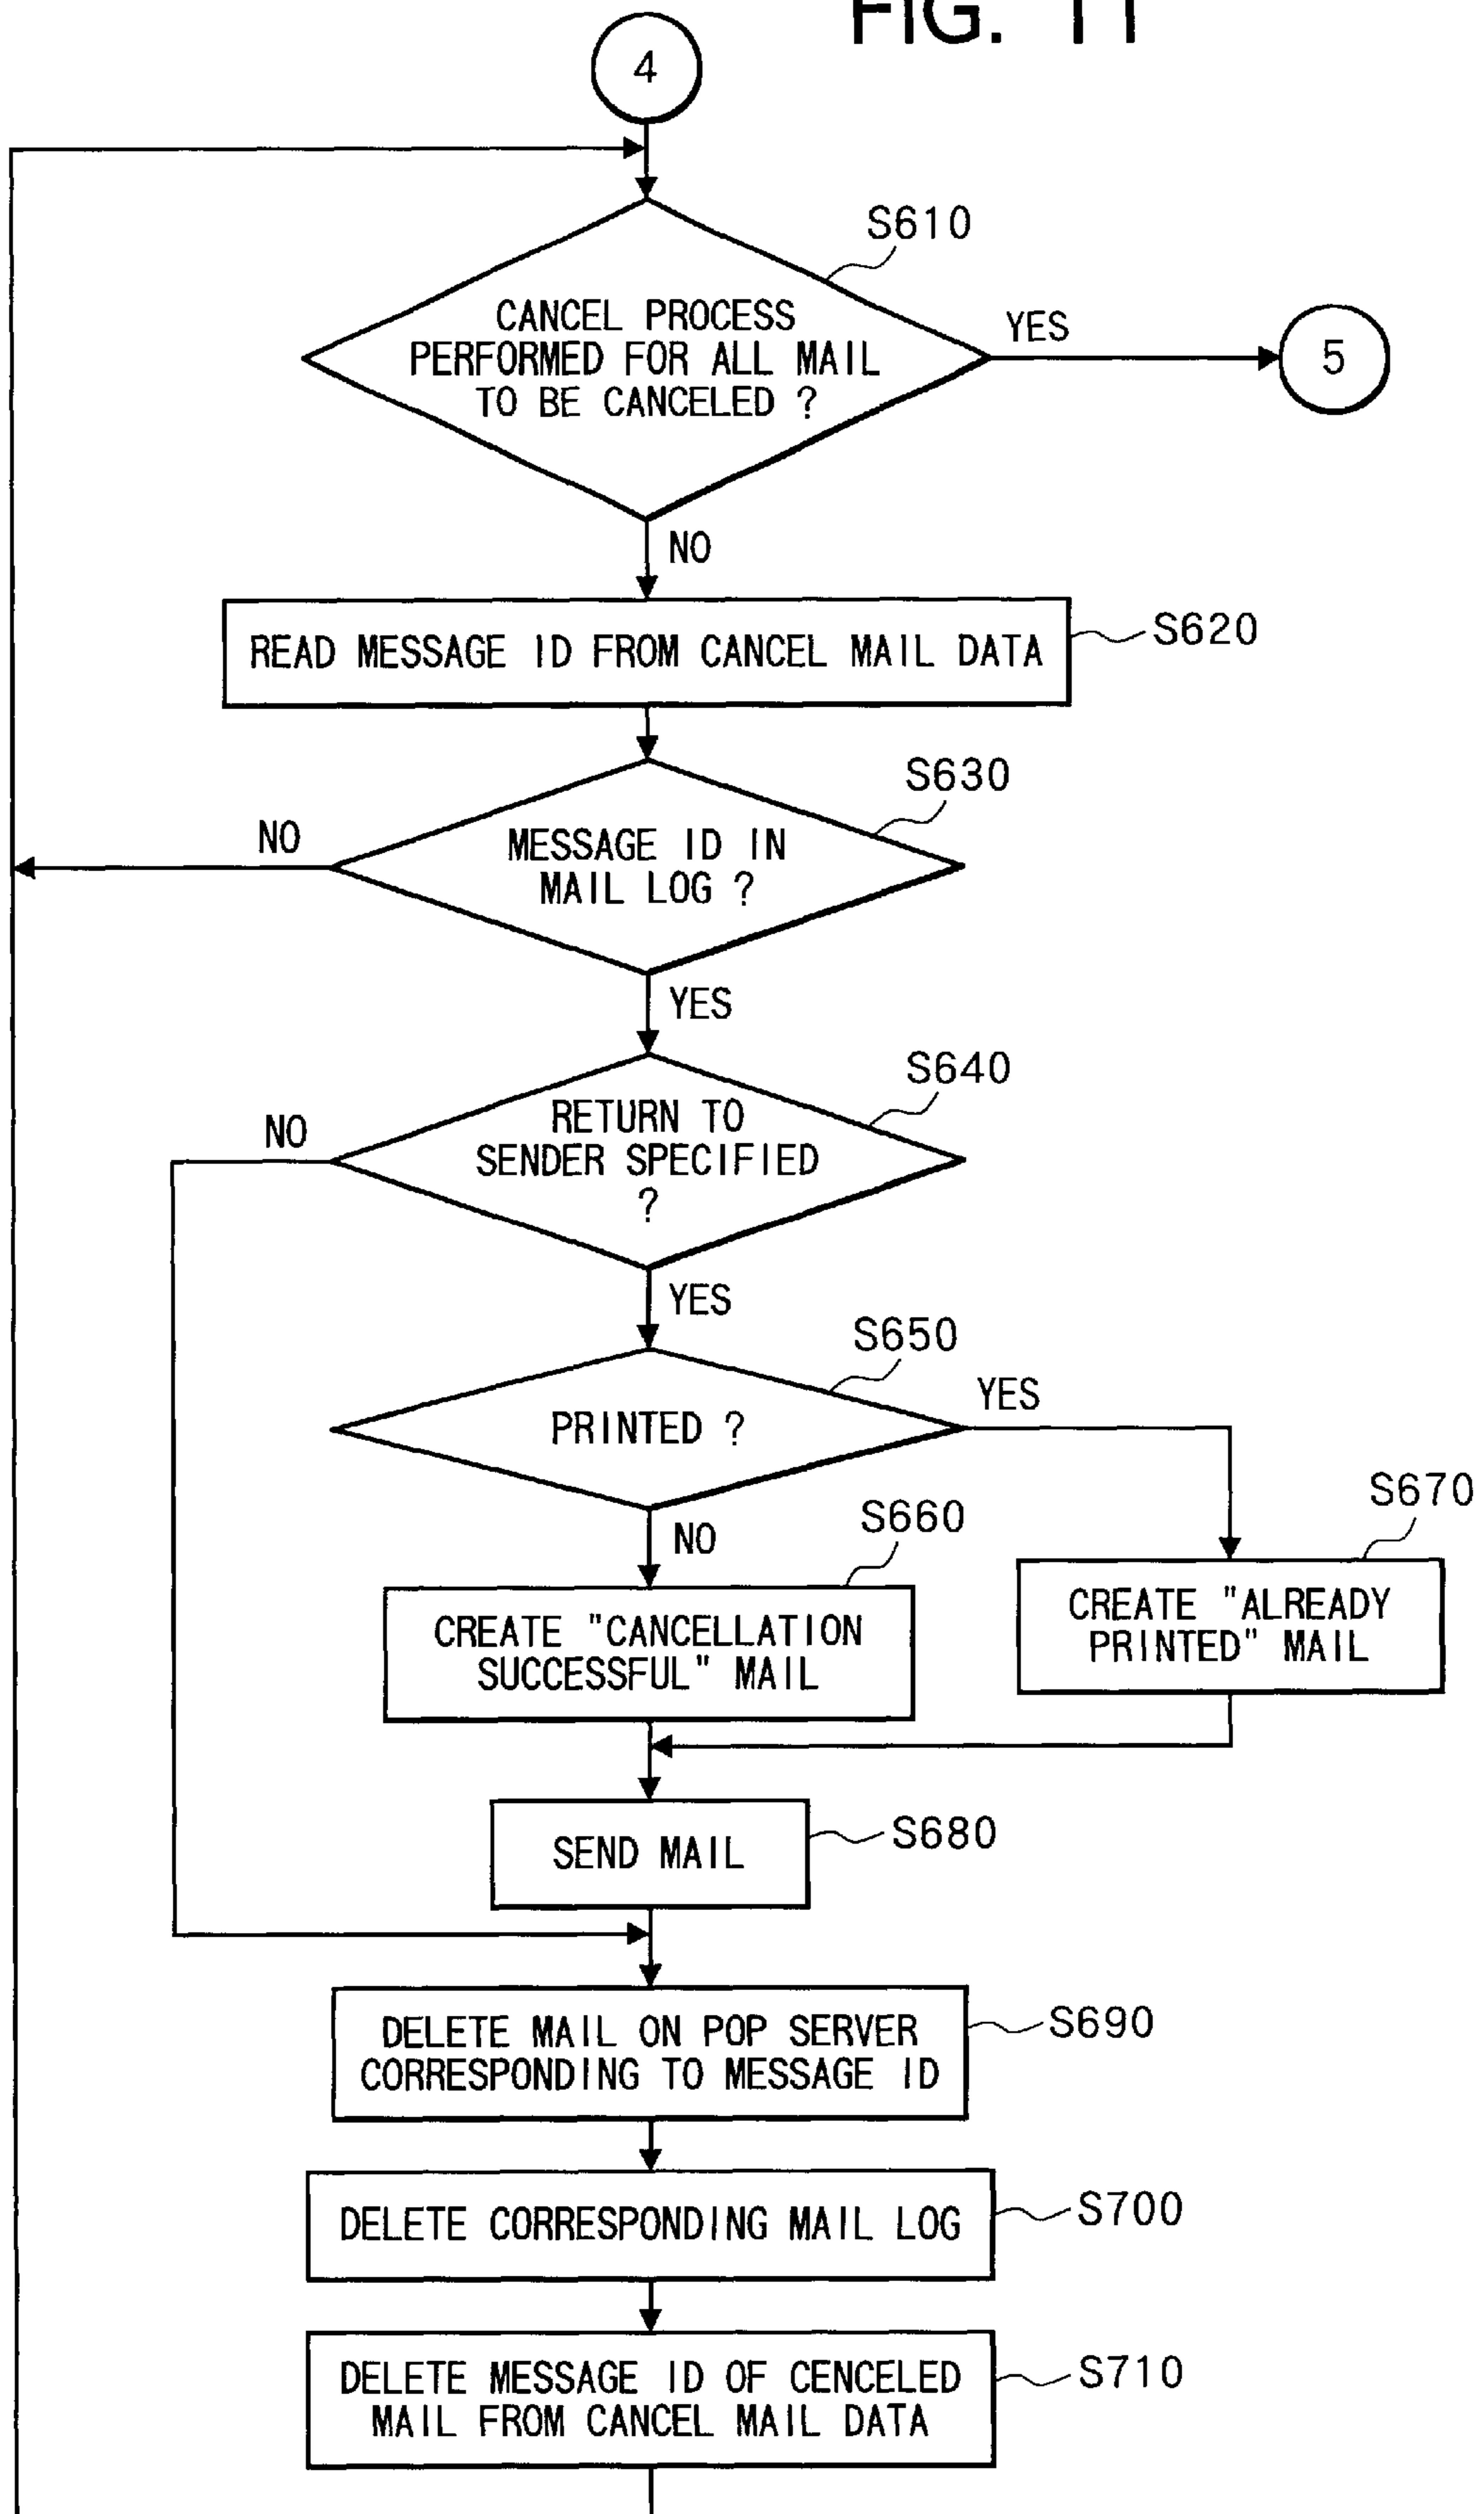 FIG. 11
4
S610
CANCEL PROCESS
PERFORMED FOR ALL MAIL
TO BE CANCELED ?
YES
5
NO
READ MESSAGE ID FROM CANCEL MAIL DATA
S620
S630
NO
MESSAGE ID IN
MAIL LOG ?
YES
S640
NO
RETURN TO
SENDER SPECIFIED
?
YES
S650
YES
PRINTED ?
S670
S660
NO
CREATE "ALREADY
PRINTED" MAIL
CREATE "CANCELLATION
SUCCESSFUL" MAIL
SEND MAIL
S680
DELETE MAIL ON POP SERVER
CORRESPONDING TO MESSAGE ID
S690
DELETE CORRESPONDING MAIL LOG
S700
DELETE MESSAGE ID OF CENCELED
MAIL FROM CANCEL MAIL DATA
S710